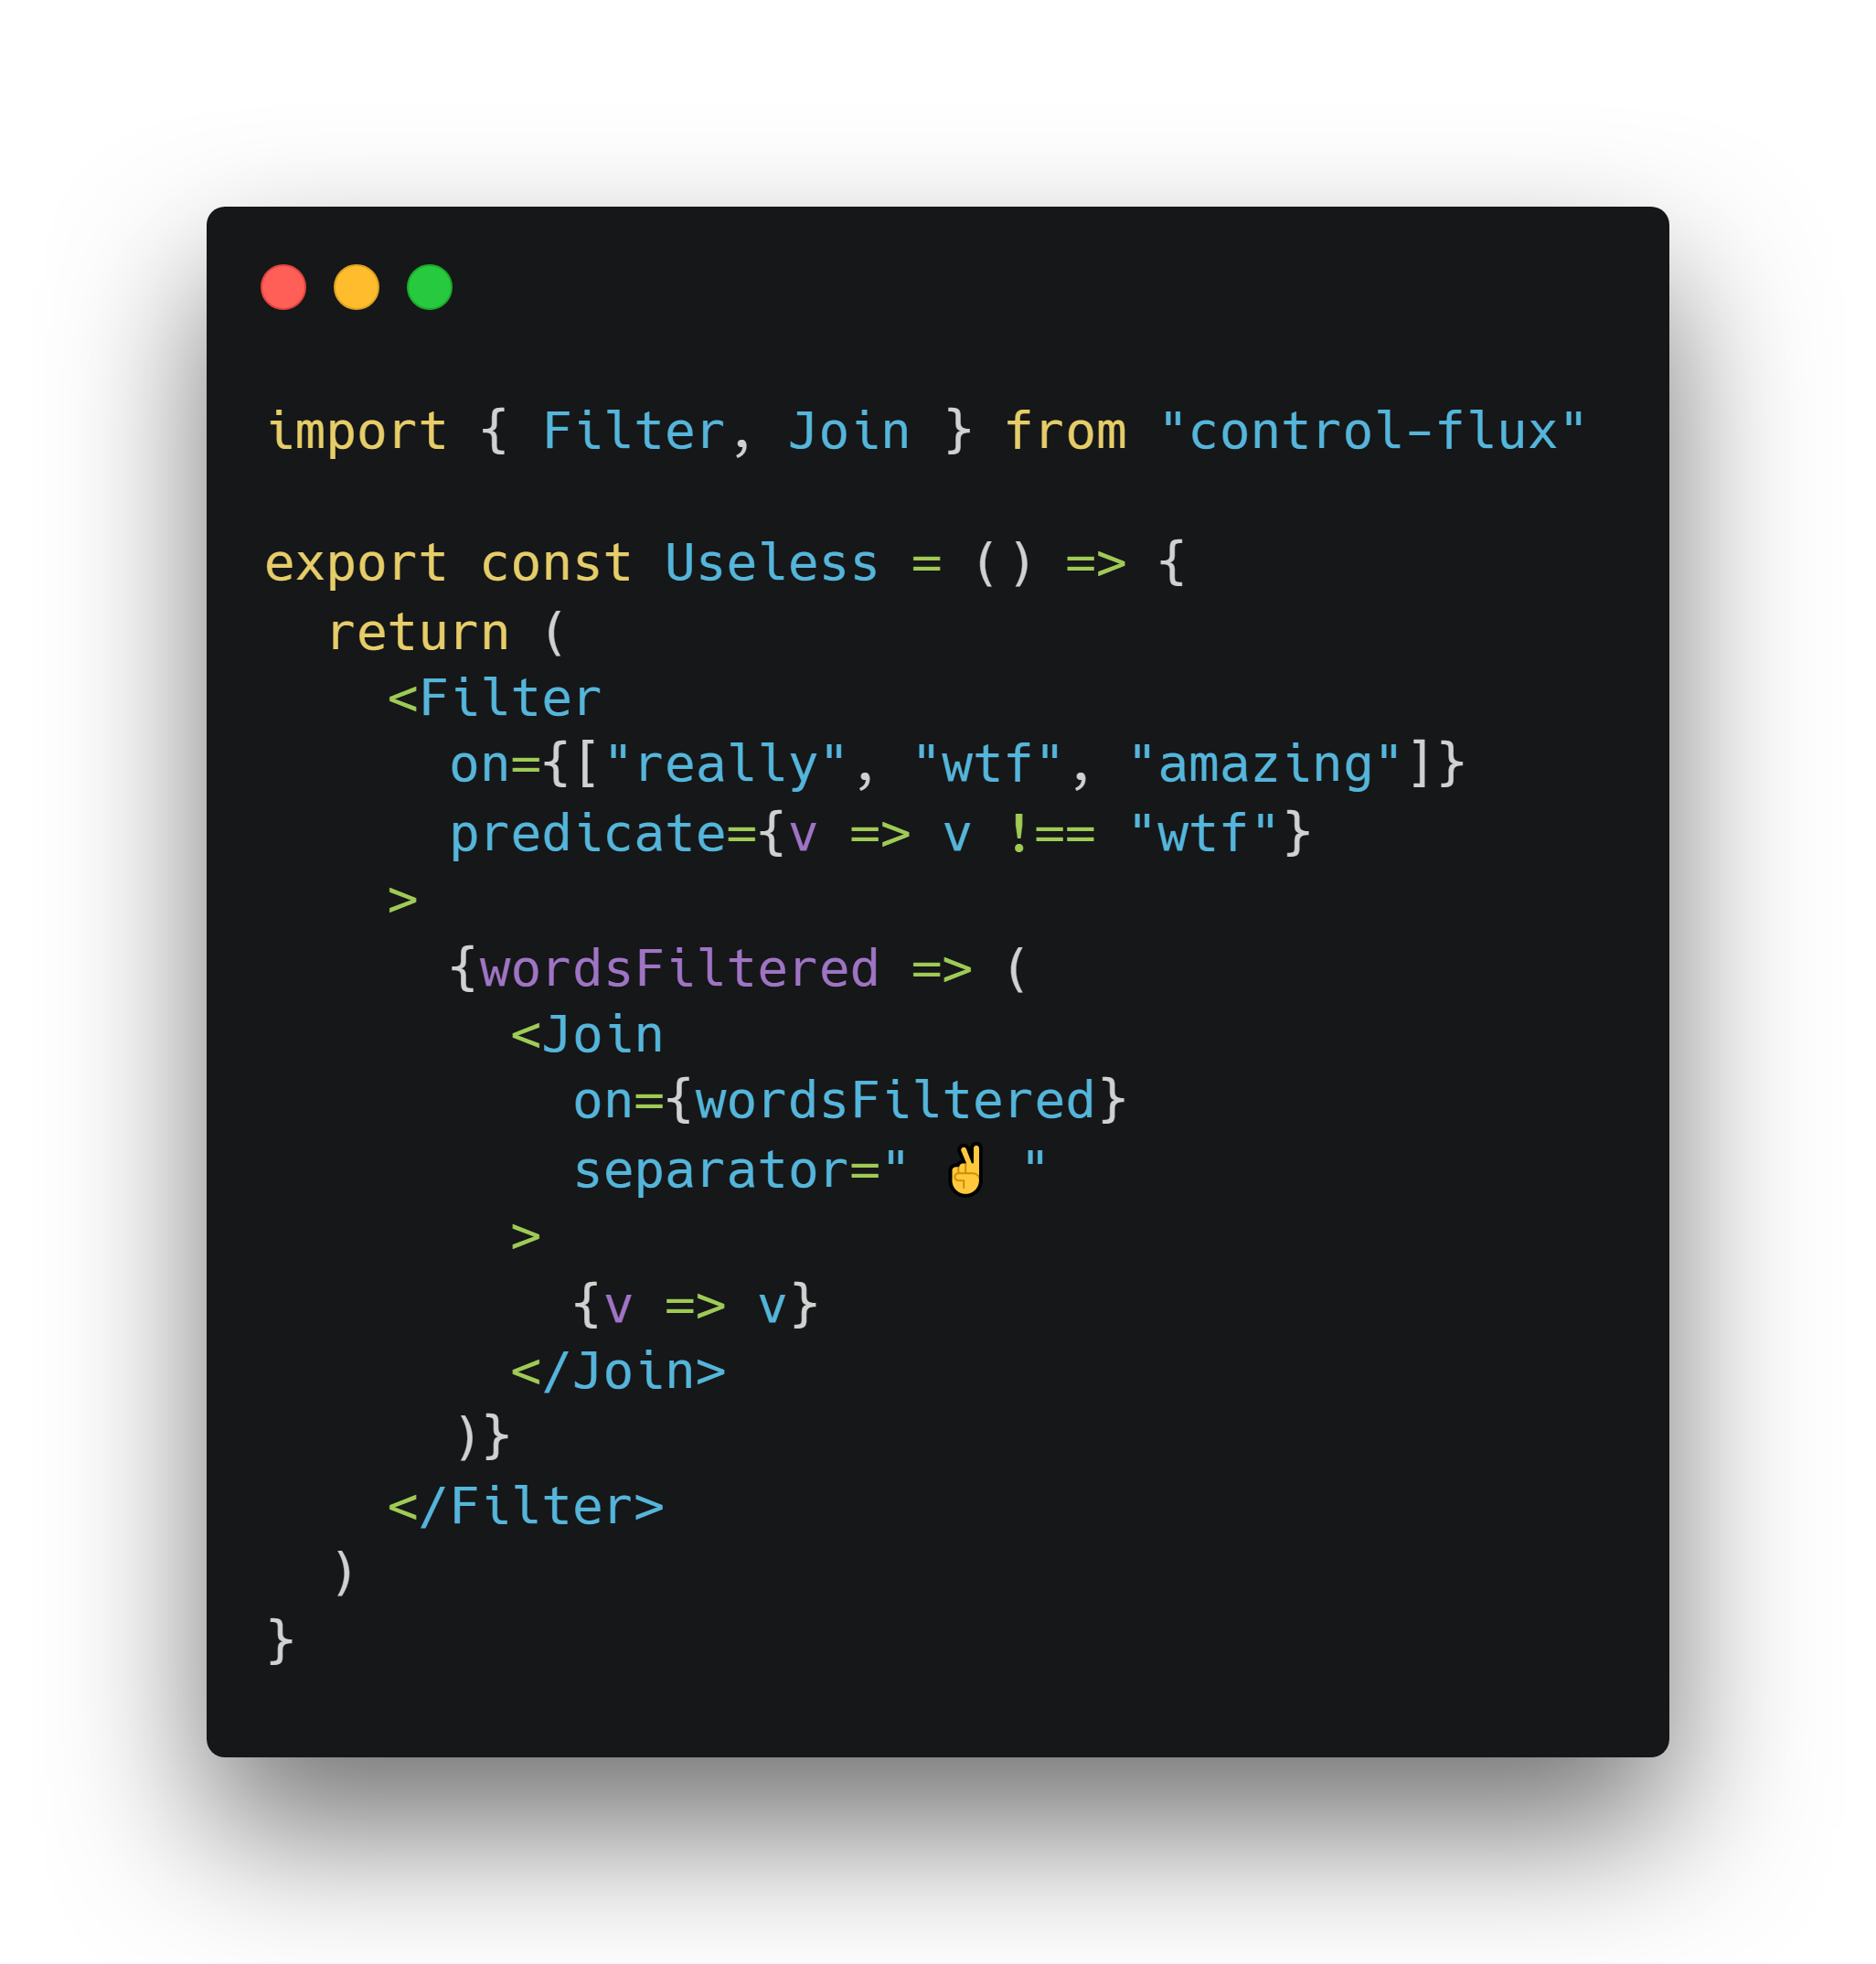 import { Filter, Join } from "control-flux"

export const Useless = () => {
  return (
    <Filter
      on={["really", "wtf", "amazing"]}
      predicate={v => v !== "wtf"}
    >
      {wordsFiltered => (
        <Join
          on={wordsFiltered}
          separator=" ✌️ "
        >
          {v => v}
        </Join>
      )}
    </Filter>
  )
}